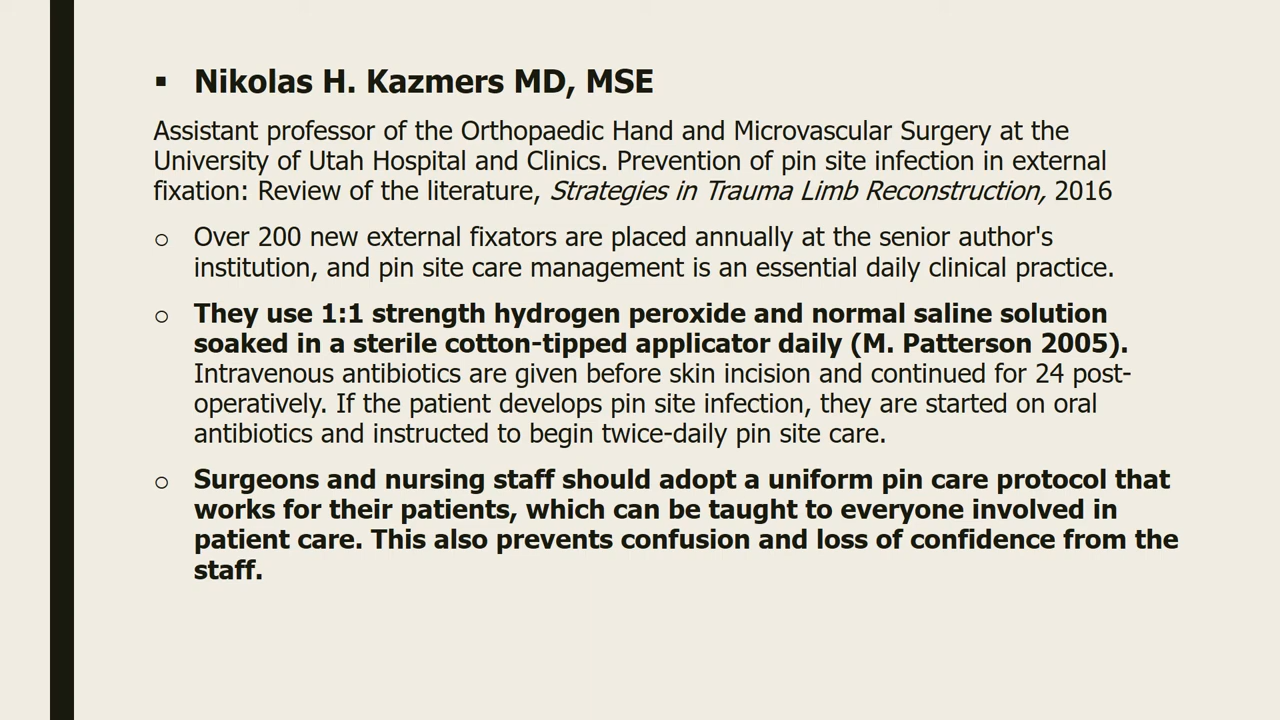 ▪ Nikolas H. Kazmers MD, MSE
Assistant professor of the Orthopaedic Hand and Microvascular Surgery at the
University of Utah Hospital and Clinics. Prevention of pin site infection in external
fixation: Review of the literature, Strategies in Trauma Limb Reconstruction, 2016
o Over 200 new external fixators are placed annually at the senior author's
institution, and pin site care management is an essential daily clinical practice.
o They use 1:1 strength hydrogen peroxide and normal saline solution
soaked in a sterile cotton-tipped applicator daily (M. Patterson 2005).
Intravenous antibiotics are given before skin incision and continued for 24 post-
operatively. If the patient develops pin site infection, they are started on oral
antibiotics and instructed to begin twice-daily pin site care.
o Surgeons and nursing staff should adopt a uniform pin care protocol that
works for their patients, which can be taught to everyone involved in
patient care. This also prevents confusion and loss of confidence from the
staff.